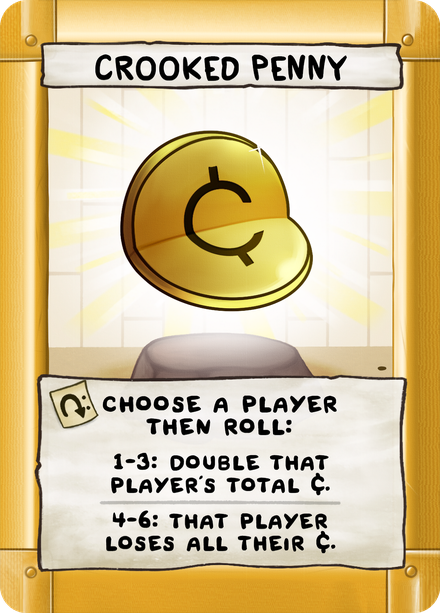 CROOKED PENNY
¢
CHOOSE A PLAYER
THEN ROLL:
1-3: DOUBLE THAT
PLAYER'S TOTAL ¢.
4-6: THAT PLAYER
LOSES ALL THEIR ¢.